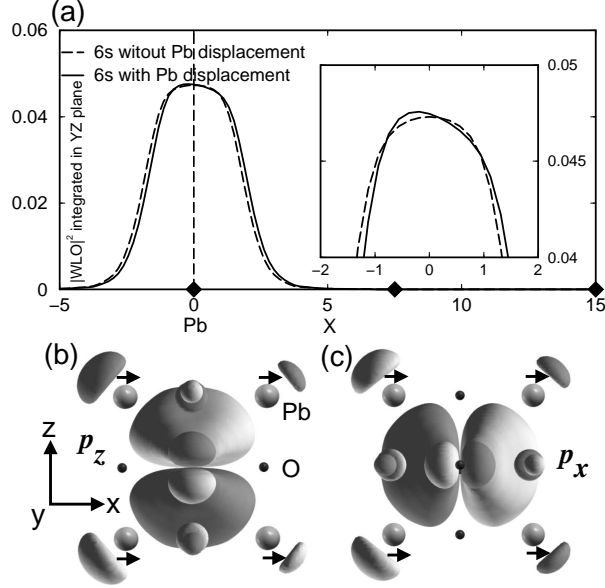 (a)
0.06
0.04
0.02
0
|WLO|² integrated in YZ plane
6s witout Pb displacement
6s with Pb displacement
0.05
0.047
0.04
−2 −1 0 1 2
−5 0 5 10 15
Pb X
(b)
(c)
Pb
z
p_z
O
p_x
y
x